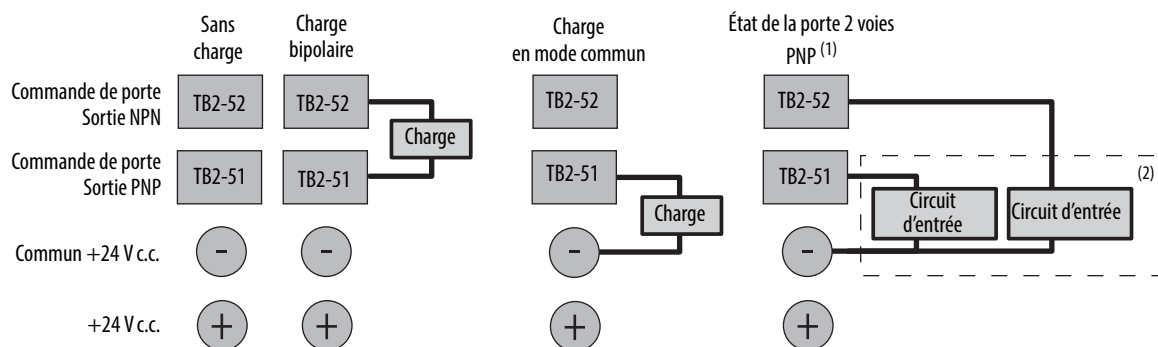 Sans
charge
Charge
bipolaire
Charge
en mode commun
État de la porte 2 voies
PNP (1)
Commande de porte
Sortie NPN
TB2-52
TB2-52
TB2-52
TB2-52
Charge
Commande de porte
Sortie PNP
TB2-51
TB2-51
TB2-51
TB2-51
(2)
Charge
Circuit
d'entrée
Circuit d'entrée
Commun +24 V c.c.
-
-
-
-
+24 V c.c.
+
+
+
+